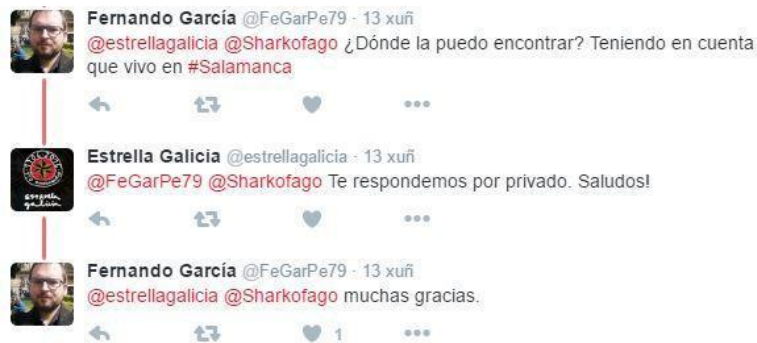 Fernando García @FeGarPe79 · 13 xuñ
@estrellagalicia @Sharkofago ¿Dónde la puedo encontrar? Teniendo en cuenta
que vivo en #Salamanca
Estrella Galicia @estrellagalicia · 13 xuñ
@FeGarPe79 @Sharkofago Te respondemos por privado. Saludos!
estrella
galicia
Fernando García @FeGarPe79 · 13 xuñ
@estrellagalicia @Sharkofago muchas gracias.
1